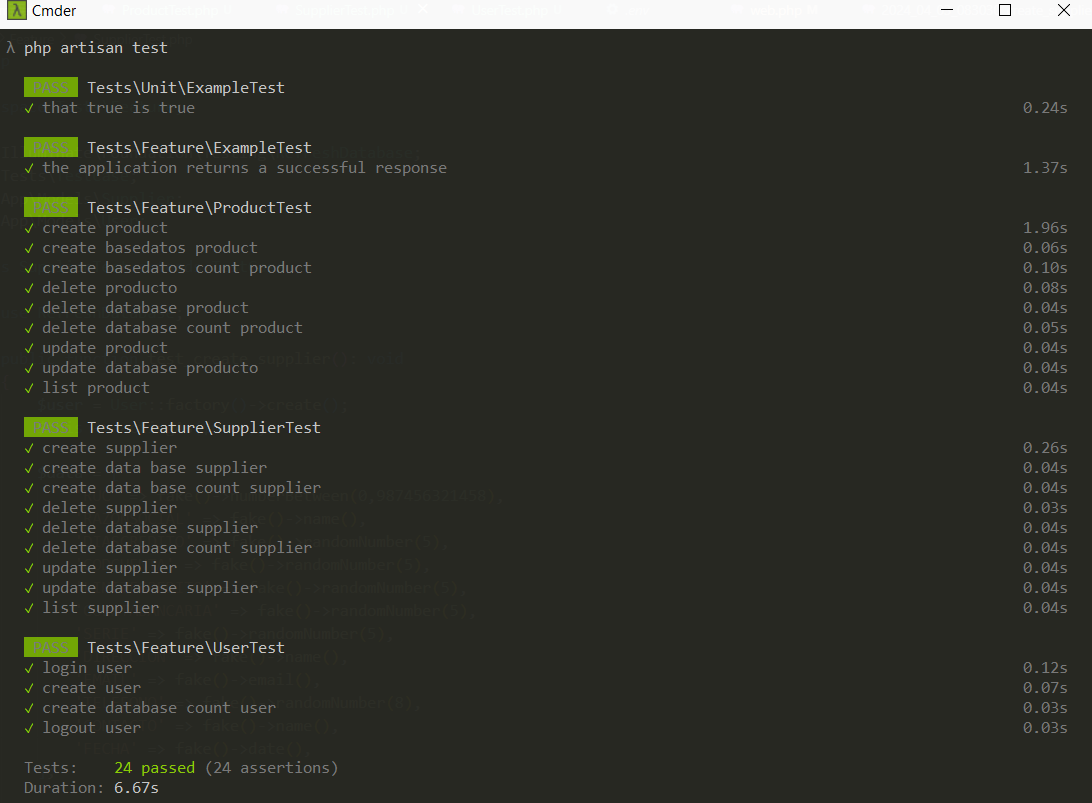 λ Cmder
λ php artisan test
PASS Tests\Unit\ExampleTest
✓ that true is true 0.24s
PASS Tests\Feature\ExampleTest
✓ the application returns a successful response 1.37s
PASS Tests\Feature\ProductTest
✓ create product 1.96s
✓ create basedatos product 0.06s
✓ create basedatos count product 0.10s
✓ delete producto 0.08s
✓ delete database product 0.04s
✓ delete database count product 0.05s
✓ update product 0.04s
✓ update database producto 0.04s
✓ list product 0.04s
PASS Tests\Feature\SupplierTest
✓ create supplier 0.26s
✓ create data base supplier 0.04s
✓ create data base count supplier 0.04s
✓ delete supplier 0.03s
✓ delete database supplier 0.04s
✓ delete database count supplier 0.04s
✓ update supplier 0.04s
✓ update database supplier 0.04s
✓ list supplier 0.04s
PASS Tests\Feature\UserTest
✓ login user 0.12s
✓ create user 0.07s
✓ create database count user 0.03s
✓ logout user 0.03s
Tests: 24 passed (24 assertions)
Duration: 6.67s